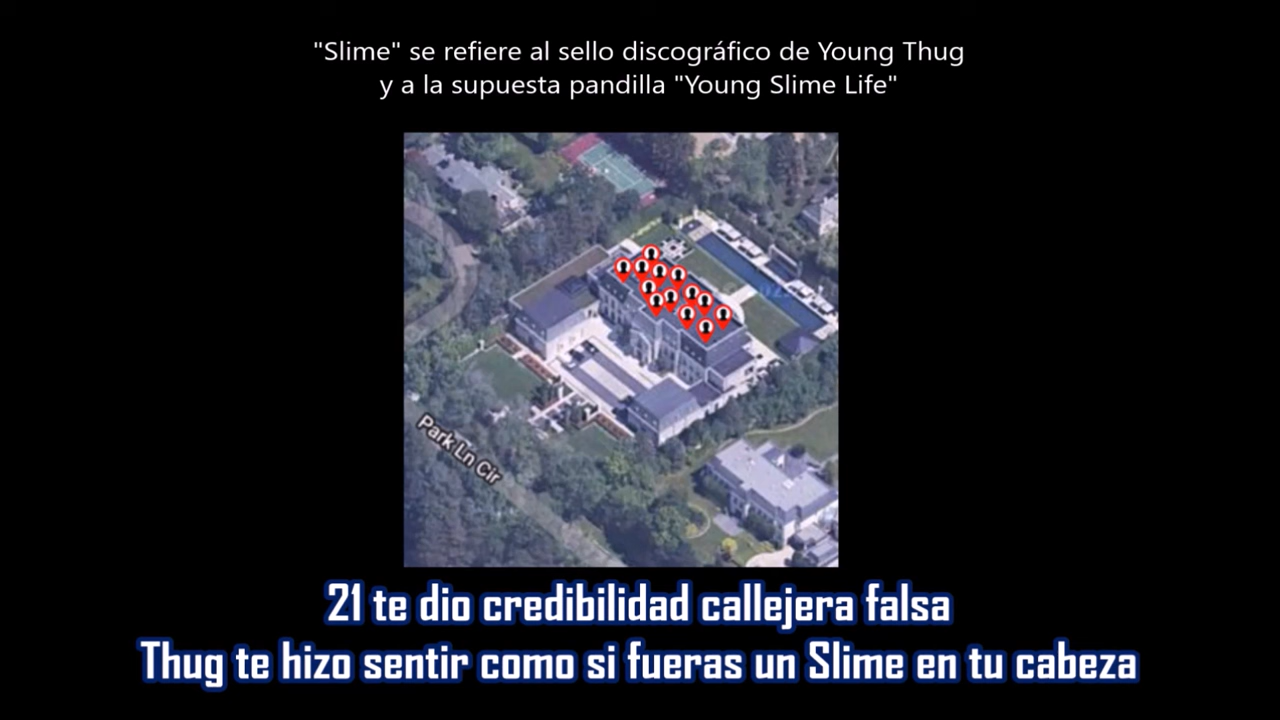 "Slime" se refiere al sello discográfico de Young Thug
y a la supuesta pandilla "Young Slime Life"
Park Ln Cir
21 te dio credibilidad callejera falsa
Thug te hizo sentir como si fueras un Slime en tu cabeza